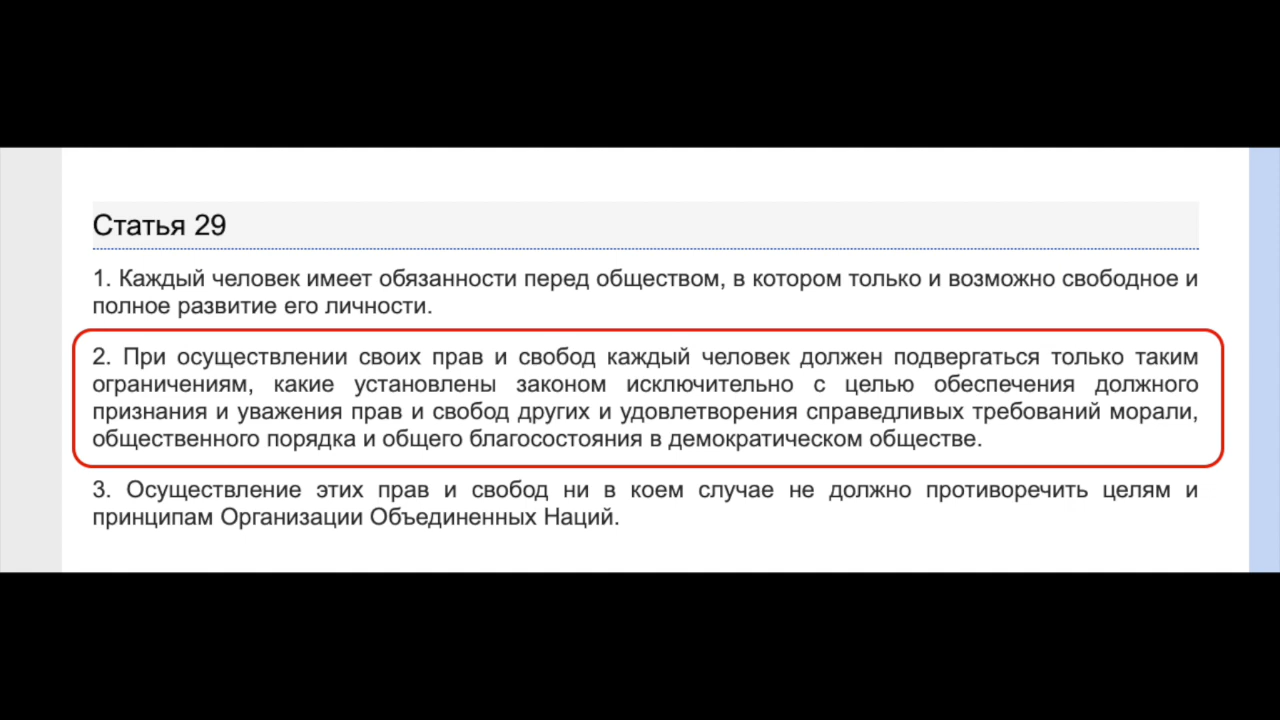 Статья 29
1. Каждый человек имеет обязанности перед обществом, в котором только и возможно свободное и
полное развитие его личности.
2. При осуществлении своих прав и свобод каждый человек должен подвергаться только таким
ограничениям, какие установлены законом исключительно с целью обеспечения должного
признания и уважения прав и свобод других и удовлетворения справедливых требований морали,
общественного порядка и общего благосостояния в демократическом обществе.
3. Осуществление этих прав и свобод ни в коем случае не должно противоречить целям и
принципам Организации Объединенных Наций.